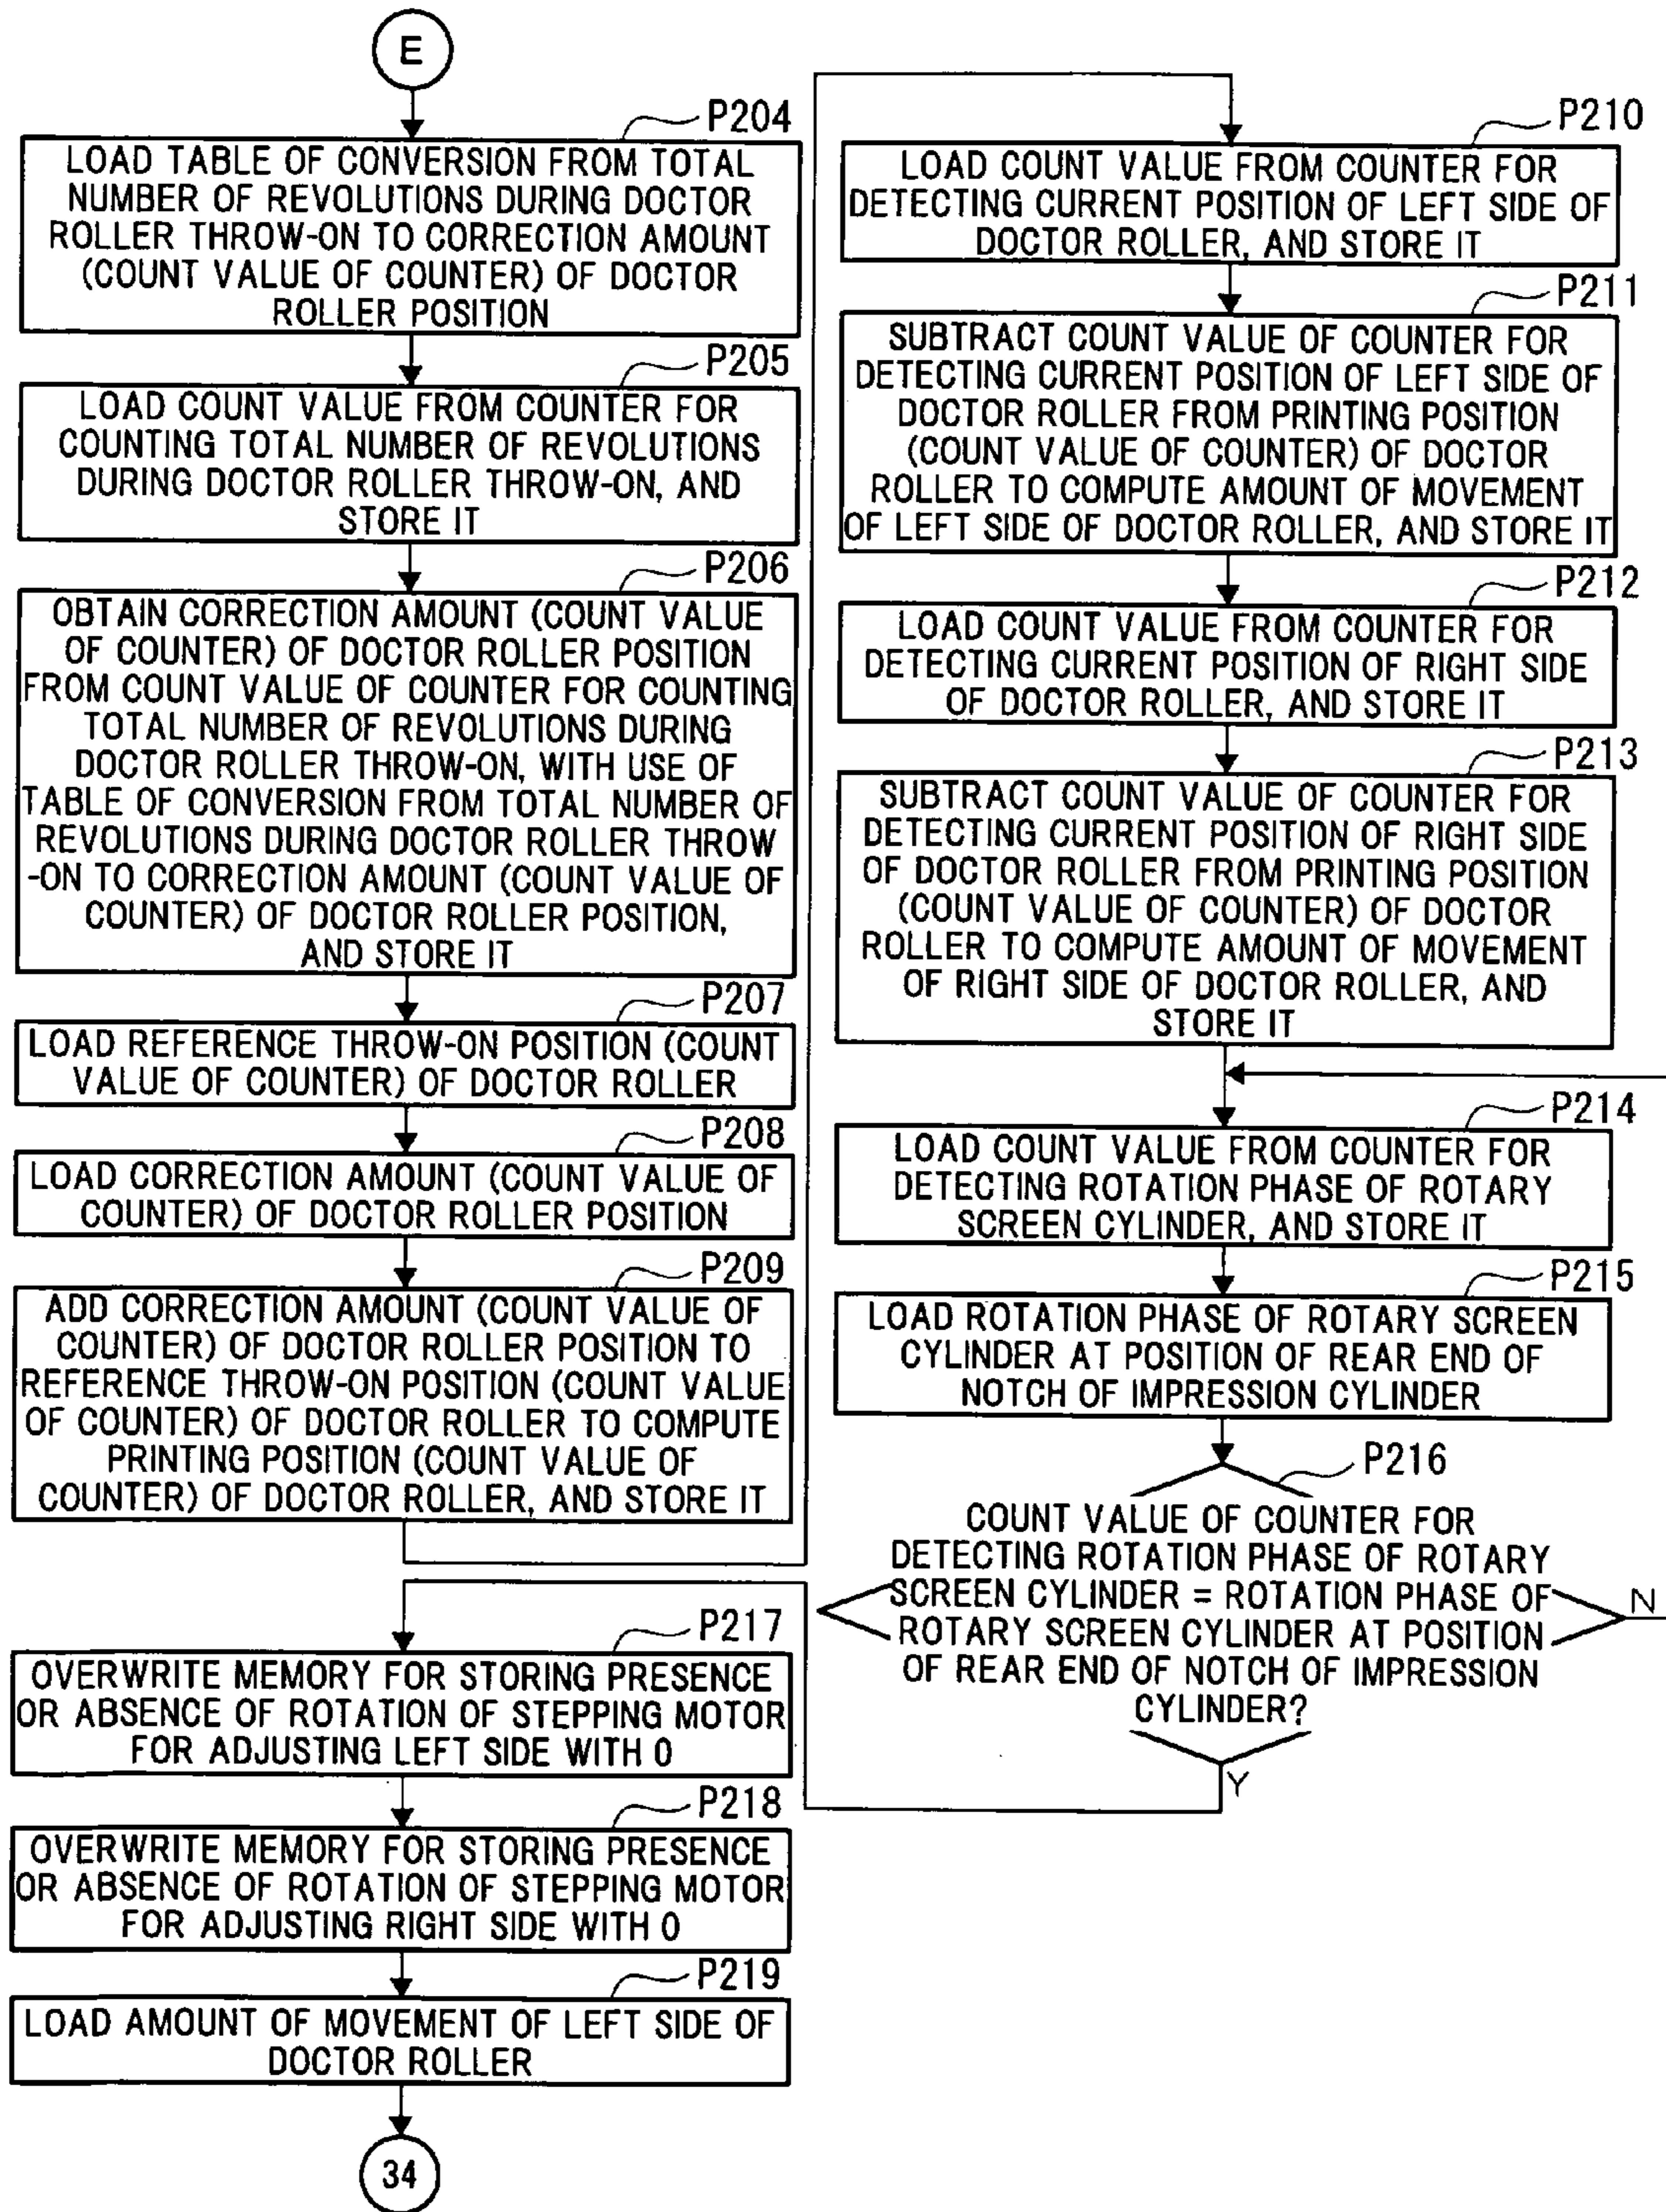 E
P204
LOAD TABLE OF CONVERSION FROM TOTAL
NUMBER OF REVOLUTIONS DURING DOCTOR
ROLLER THROW-ON TO CORRECTION AMOUNT
(COUNT VALUE OF COUNTER) OF DOCTOR
ROLLER POSITION
P205
LOAD COUNT VALUE FROM COUNTER FOR
COUNTING TOTAL NUMBER OF REVOLUTIONS
DURING DOCTOR ROLLER THROW-ON, AND
STORE IT
P206
OBTAIN CORRECTION AMOUNT (COUNT VALUE
OF COUNTER) OF DOCTOR ROLLER POSITION
FROM COUNT VALUE OF COUNTER FOR COUNTING
TOTAL NUMBER OF REVOLUTIONS DURING
DOCTOR ROLLER THROW-ON, WITH USE OF
TABLE OF CONVERSION FROM TOTAL NUMBER OF
REVOLUTIONS DURING DOCTOR ROLLER THROW
-ON TO CORRECTION AMOUNT (COUNT VALUE OF
COUNTER) OF DOCTOR ROLLER POSITION,
AND STORE IT
P207
LOAD REFERENCE THROW-ON POSITION (COUNT
VALUE OF COUNTER) OF DOCTOR ROLLER
P208
LOAD CORRECTION AMOUNT (COUNT VALUE OF
COUNTER) OF DOCTOR ROLLER POSITION
P209
ADD CORRECTION AMOUNT (COUNT VALUE OF
COUNTER) OF DOCTOR ROLLER POSITION TO
REFERENCE THROW-ON POSITION (COUNT VALUE
OF COUNTER) OF DOCTOR ROLLER TO COMPUTE
PRINTING POSITION (COUNT VALUE OF
COUNTER) OF DOCTOR ROLLER, AND STORE IT
P210
LOAD COUNT VALUE FROM COUNTER FOR
DETECTING CURRENT POSITION OF LEFT SIDE OF
DOCTOR ROLLER, AND STORE IT
P211
SUBTRACT COUNT VALUE OF COUNTER FOR
DETECTING CURRENT POSITION OF LEFT SIDE OF
DOCTOR ROLLER FROM PRINTING POSITION
(COUNT VALUE OF COUNTER) OF DOCTOR
ROLLER TO COMPUTE AMOUNT OF MOVEMENT
OF LEFT SIDE OF DOCTOR ROLLER, AND STORE IT
P212
LOAD COUNT VALUE FROM COUNTER FOR
DETECTING CURRENT POSITION OF RIGHT SIDE
OF DOCTOR ROLLER, AND STORE IT
P213
SUBTRACT COUNT VALUE OF COUNTER FOR
DETECTING CURRENT POSITION OF RIGHT SIDE
OF DOCTOR ROLLER FROM PRINTING POSITION
(COUNT VALUE OF COUNTER) OF DOCTOR
ROLLER TO COMPUTE AMOUNT OF MOVEMENT
OF RIGHT SIDE OF DOCTOR ROLLER, AND
STORE IT
P214
LOAD COUNT VALUE FROM COUNTER FOR
DETECTING ROTATION PHASE OF ROTARY
SCREEN CYLINDER, AND STORE IT
P215
LOAD ROTATION PHASE OF ROTARY SCREEN
CYLINDER AT POSITION OF REAR END OF
NOTCH OF IMPRESSION CYLINDER
P216
COUNT VALUE OF COUNTER FOR
DETECTING ROTATION PHASE OF ROTARY
SCREEN CYLINDER = ROTATION PHASE OF
ROTARY SCREEN CYLINDER AT POSITION
OF REAR END OF NOTCH OF IMPRESSION
CYLINDER?
N
Y
P217
OVERWRITE MEMORY FOR STORING PRESENCE
OR ABSENCE OF ROTATION OF STEPPING MOTOR
FOR ADJUSTING LEFT SIDE WITH 0
P218
OVERWRITE MEMORY FOR STORING PRESENCE
OR ABSENCE OF ROTATION OF STEPPING MOTOR
FOR ADJUSTING RIGHT SIDE WITH 0
P219
LOAD AMOUNT OF MOVEMENT OF LEFT SIDE OF
DOCTOR ROLLER
34